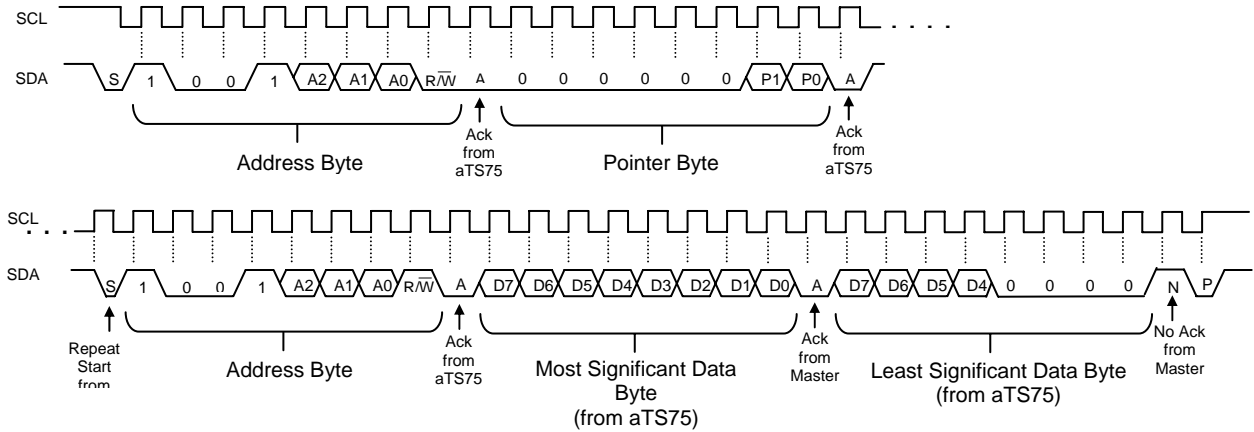 SCL
. . . .
SDA
S 1 0 0 1 A2 A1 A0 R/W̅ A 0 0 0 0 0 0 P1 P0 A
Address Byte
Ack
from
aTS75
Pointer Byte
Ack
from
aTS75
SCL
. . . .
SDA
S 1 0 0 1 A2 A1 A0 R/W̅ A D7 D6 D5 D4 D3 D2 D1 D0 A D7 D6 D5 D4 0 0 0 0 N P
Repeat
Start
from
Address Byte
Ack
from
aTS75
Most Significant Data
Byte
(from aTS75)
Ack
from
Master
Least Significant Data Byte
(from aTS75)
No Ack
from
Master